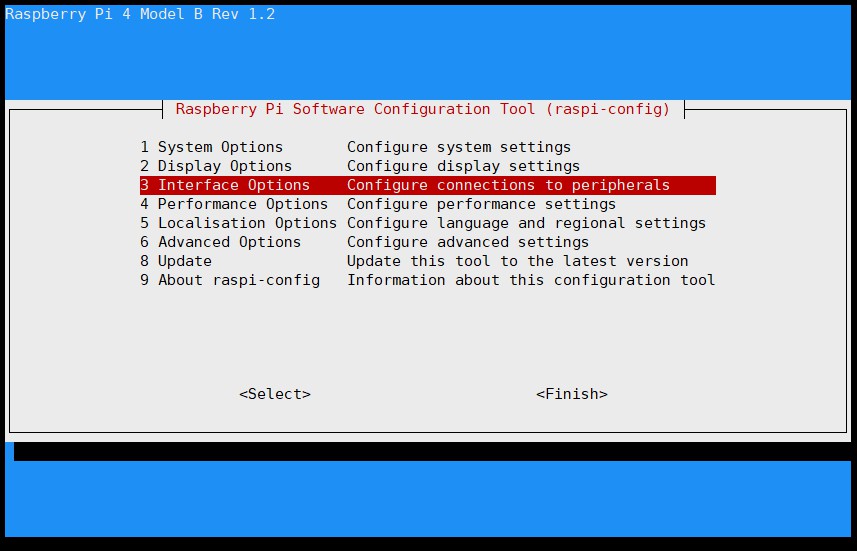 Raspberry Pi 4 Model B Rev 1.2
Raspberry Pi Software Configuration Tool (raspi-config)
1 System Options Configure system settings
2 Display Options Configure display settings
3 Interface Options Configure connections to peripherals
4 Performance Options Configure performance settings
5 Localisation Options Configure language and regional settings
6 Advanced Options Configure advanced settings
8 Update Update this tool to the latest version
9 About raspi-config Information about this configuration tool
<Select> <Finish>